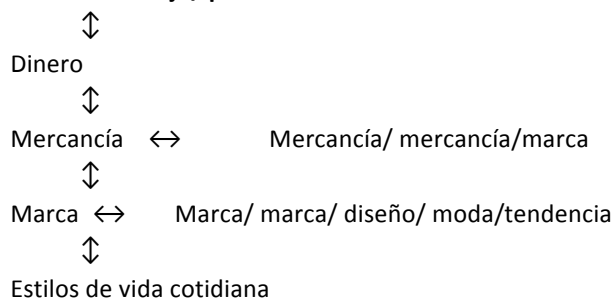 ↕
Dinero
↕
Mercancía ↔ Mercancía/ mercancía/marca
↕
Marca ↔ Marca/ marca/ diseño/ moda/tendencia
↕
Estilos de vida cotidiana